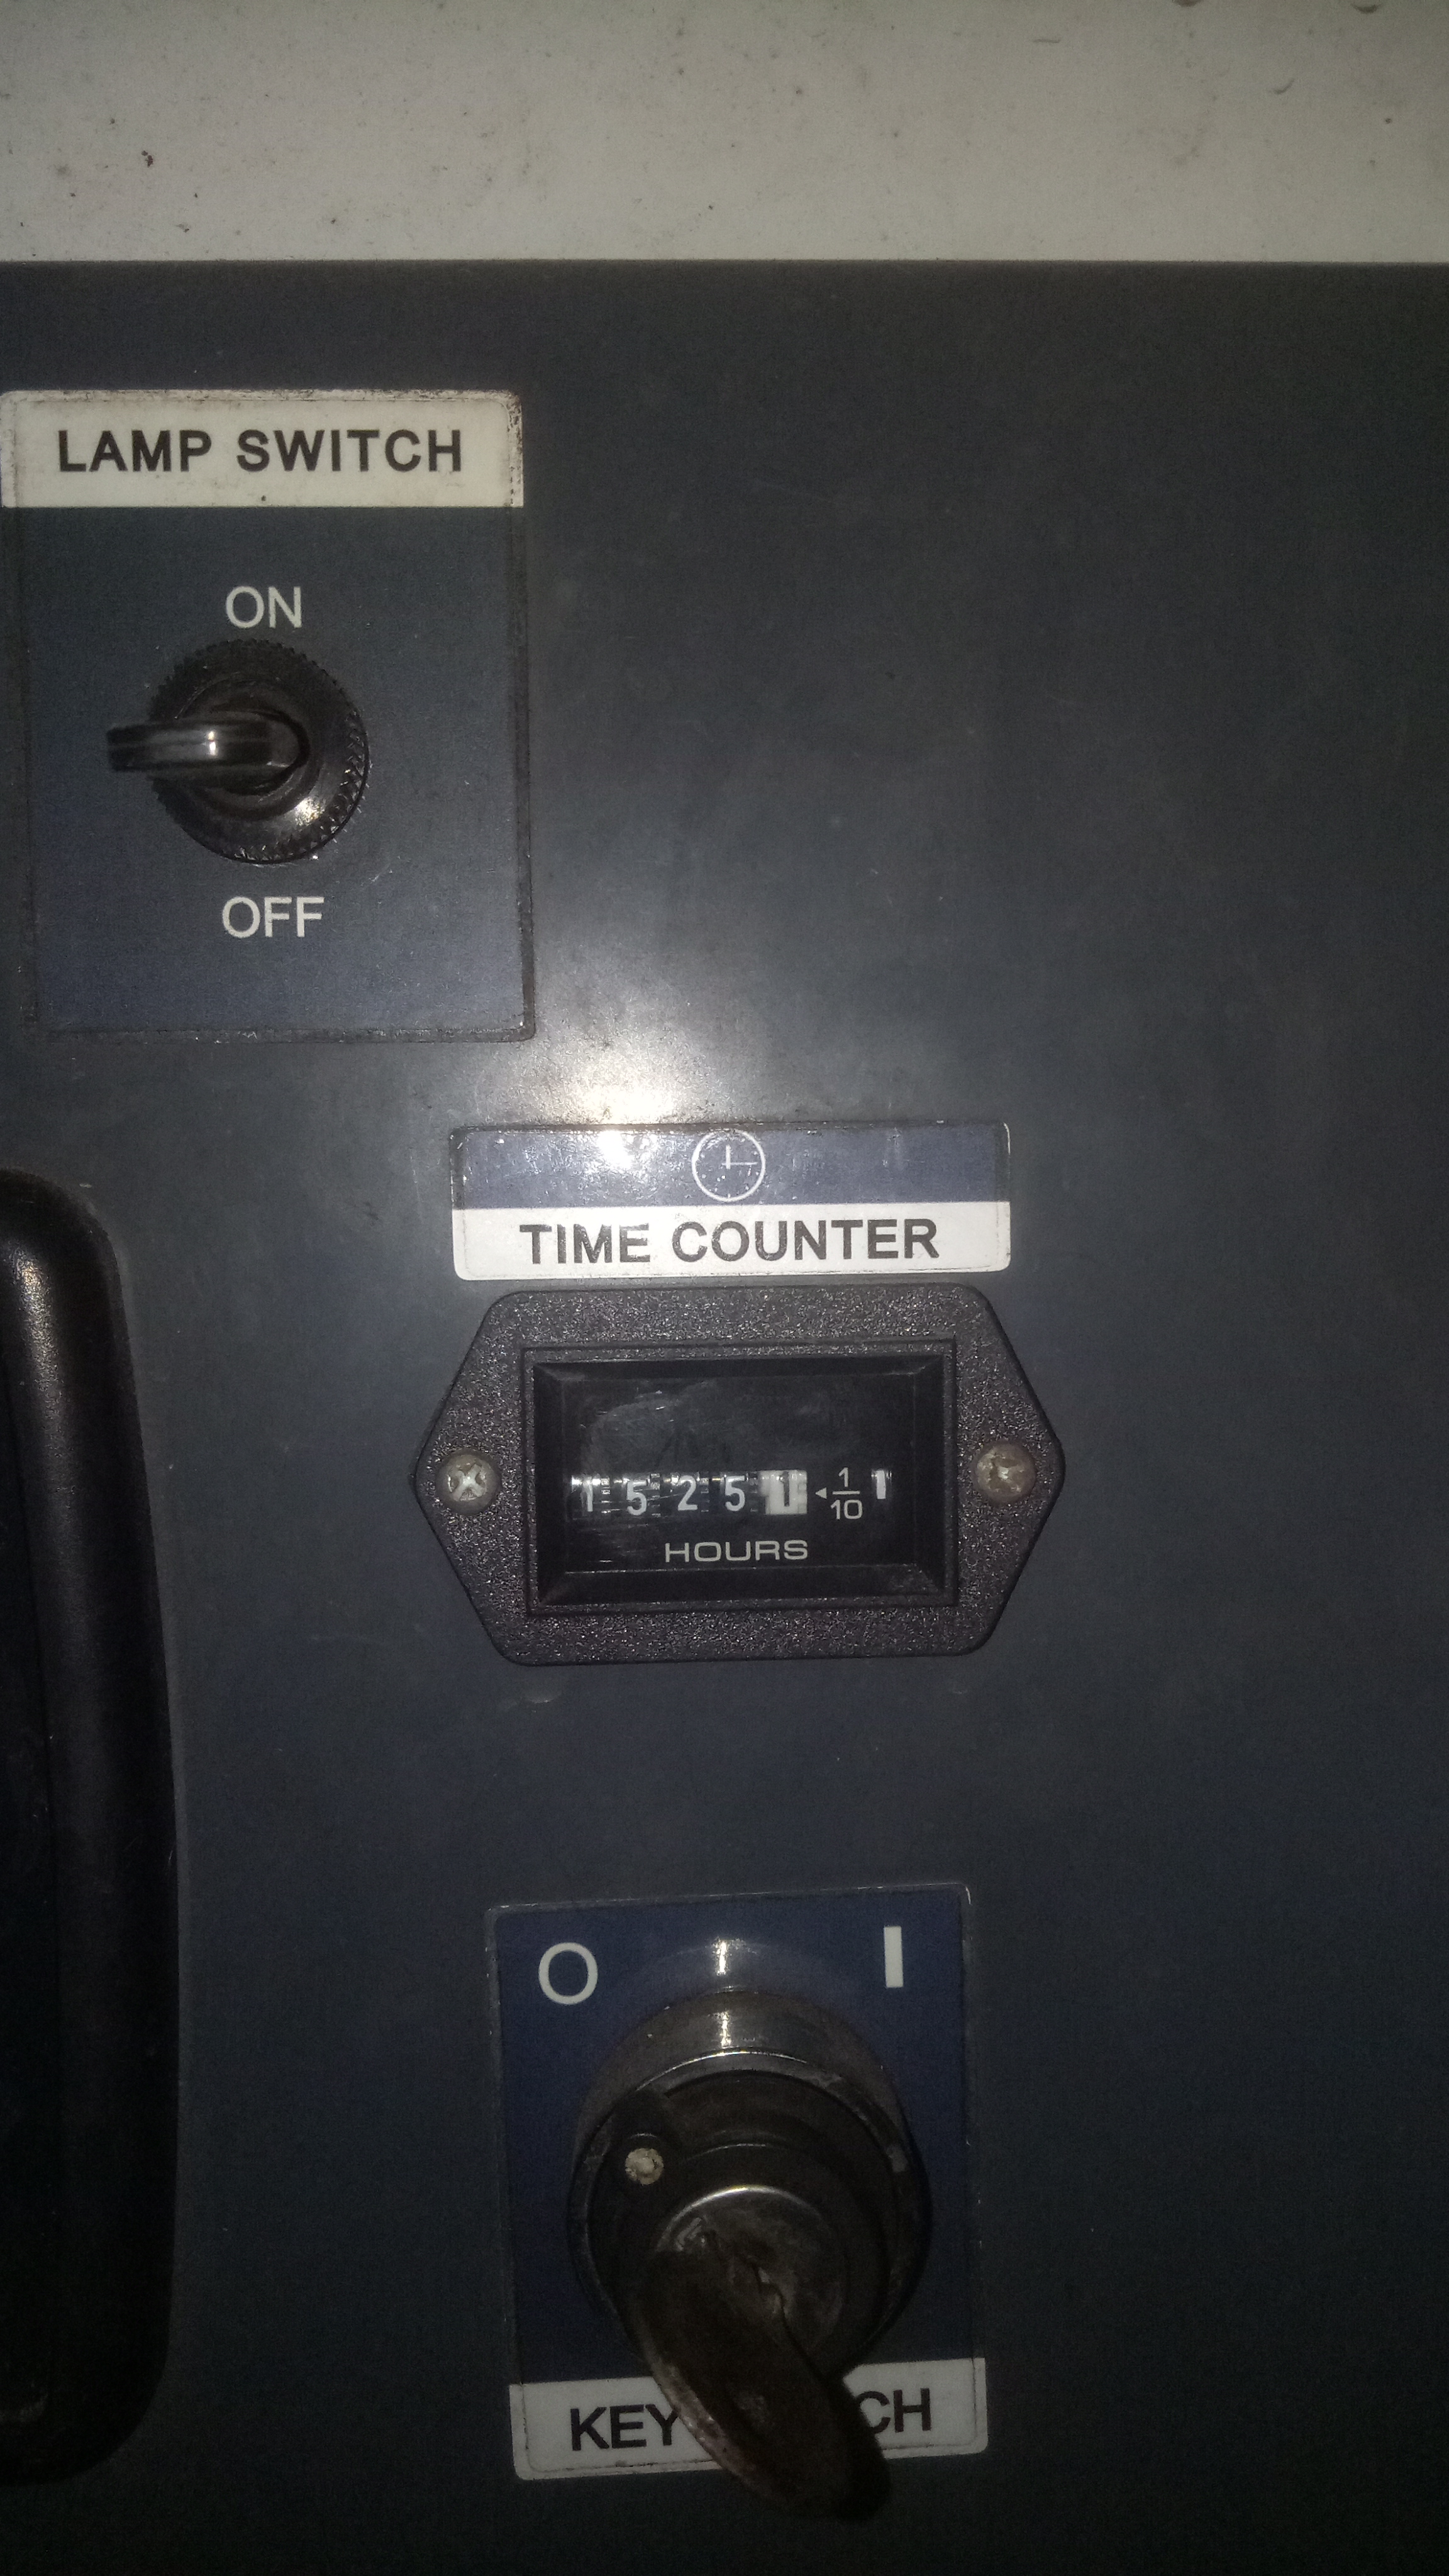 LAMP SWITCH
ON
OFF
TIME COUNTER
1 5 2 5 1 ◂ 1/10
HOURS
O I
KEY